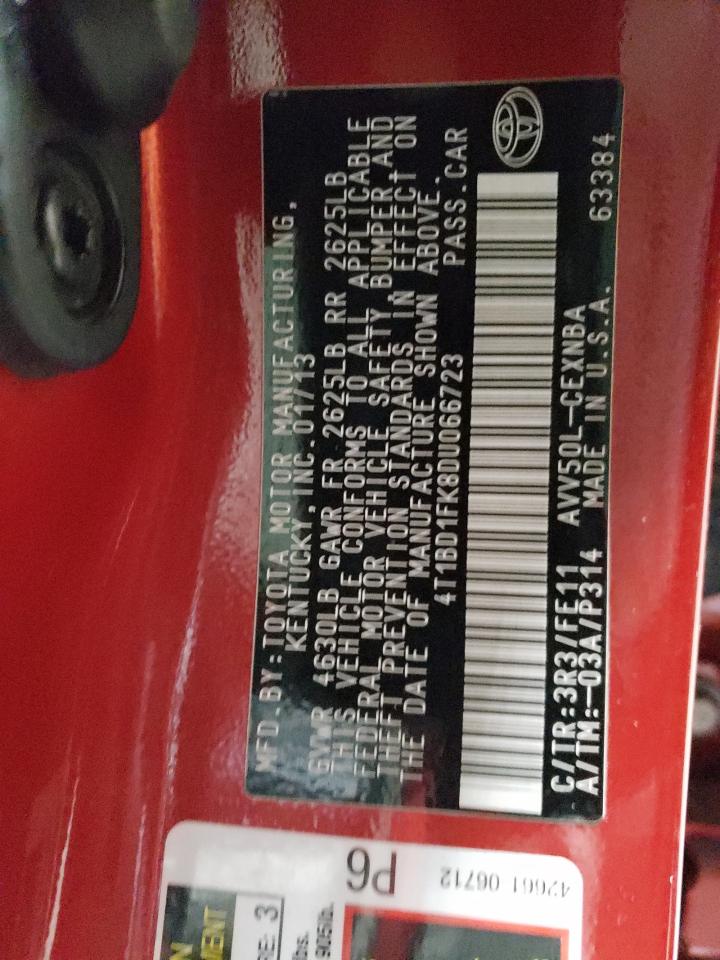 MFD.BY:TOYOTA MOTOR MANUFACTURING,
KENTUCKY,INC.01/13
GVWR 4630LB GAWR FR 2625LB RR 2625LB
THIS VEHICLE CONFORMS TO ALL APPLICABLE
FEDERAL MOTOR VEHICLE SAFETY, BUMPER,AND
THEFT PREVENTION STANDARDS IN EFFECT ON
THE DATE OF MANUFACTURE SHOWN ABOVE.
4T1BD1FK8DU066723 PASS.CAR
C/TR:3R3/FE11 AVV50L-CEXNBA
A/TM:-03A/P314 MADE IN U.S.A. 63384
P6
42661 06712
3
905lb.